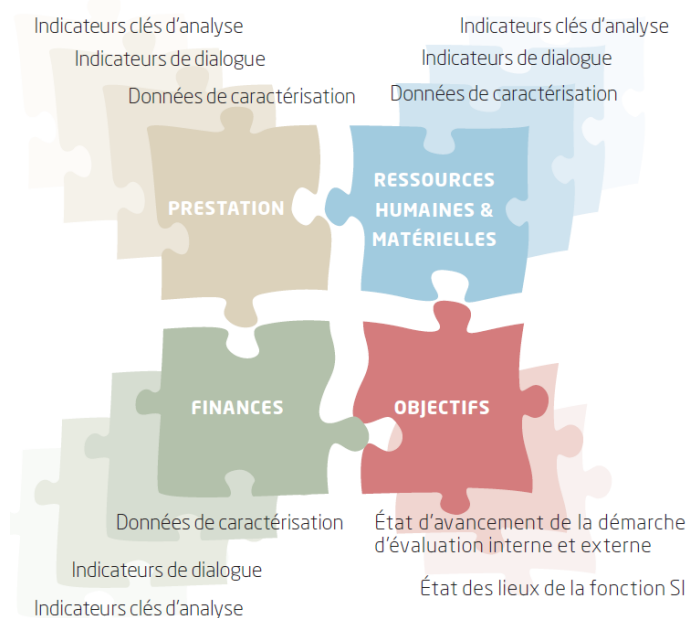 Indicateurs clés d'analyse
Indicateurs de dialogue
Données de caractérisation
Indicateurs clés d'analyse
Indicateurs de dialogue
Données de caractérisation
PRESTATION
RESSOURCES
HUMAINES &
MATÉRIELLES
FINANCES
OBJECTIFS
Données de caractérisation
Indicateurs de dialogue
Indicateurs clés d'analyse
État d'avancement de la démarche
d'évaluation interne et externe
État des lieux de la fonction SI